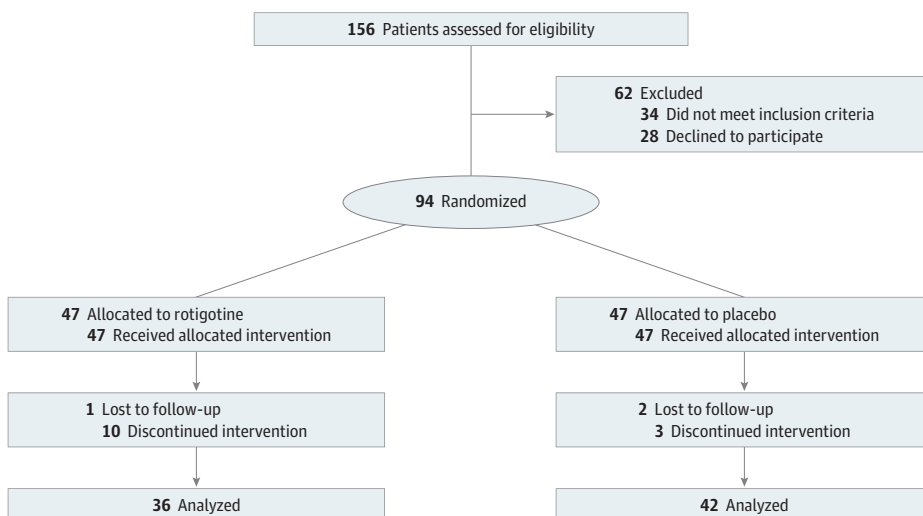 156 Patients assessed for eligibility
62 Excluded
34 Did not meet inclusion criteria
28 Declined to participate
94 Randomized
47 Allocated to rotigotine
47 Received allocated intervention
47 Allocated to placebo
47 Received allocated intervention
1 Lost to follow-up
10 Discontinued intervention
2 Lost to follow-up
3 Discontinued intervention
36 Analyzed
42 Analyzed